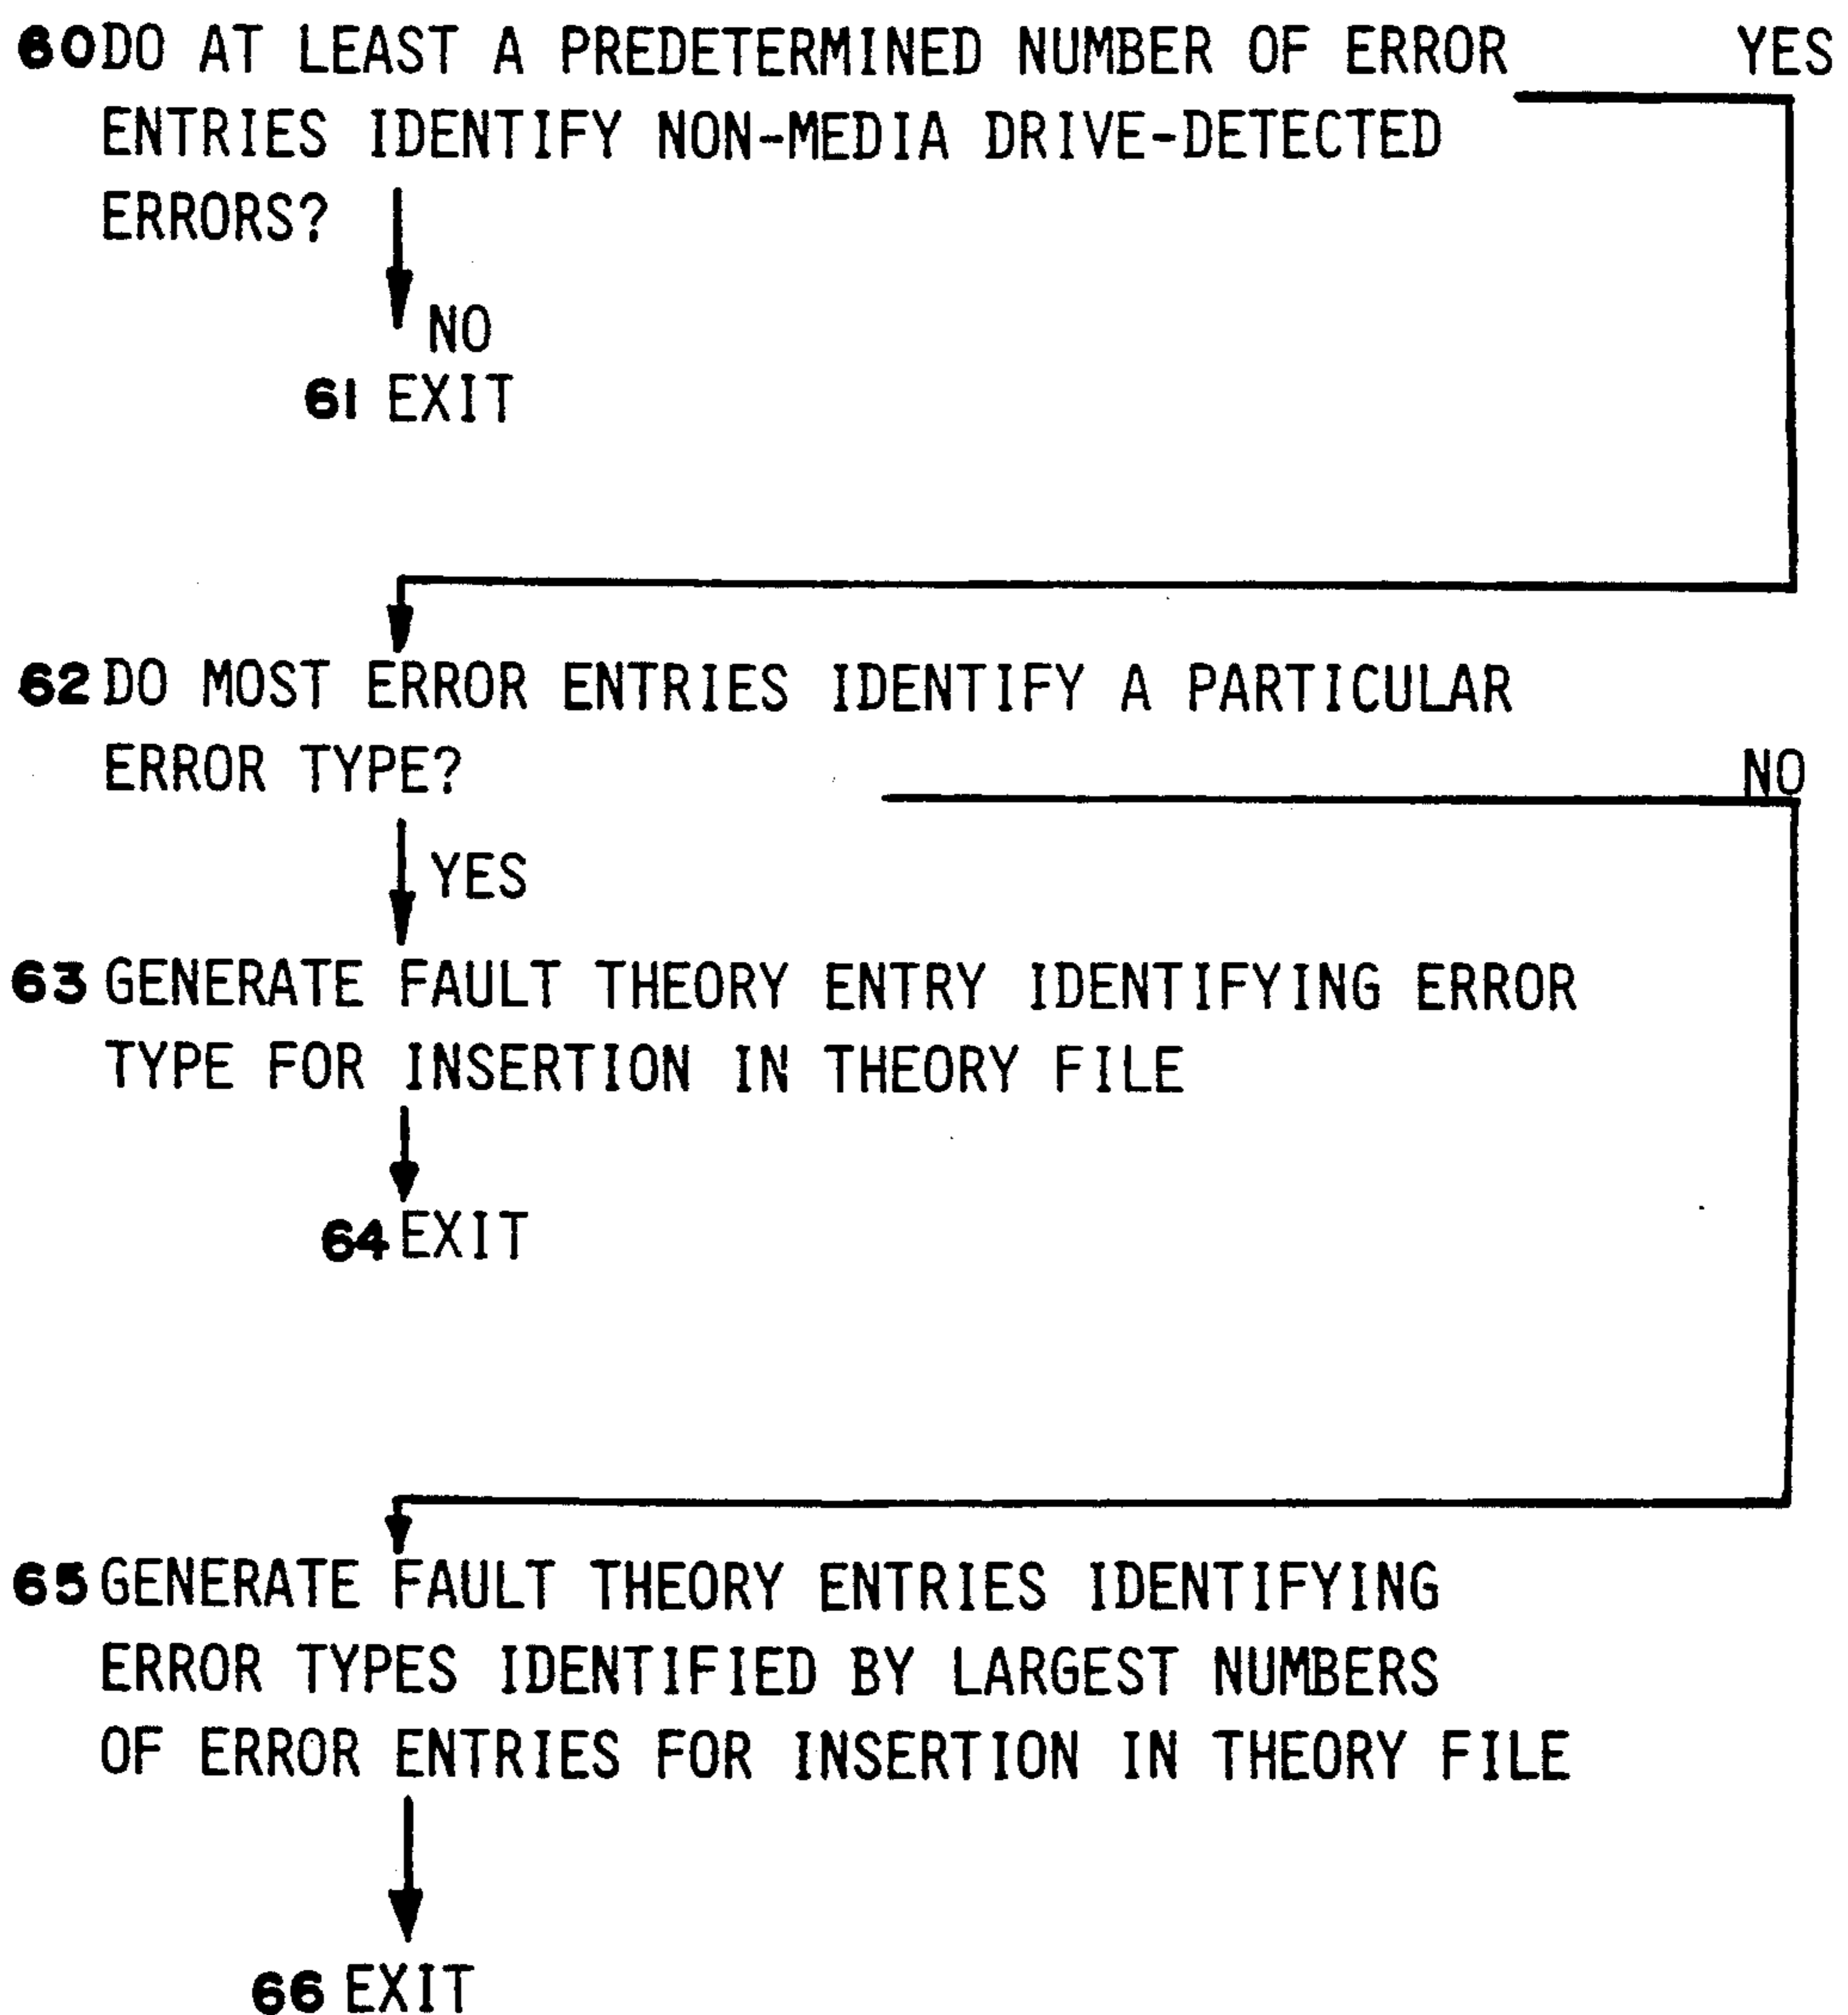 60 DO AT LEAST A PREDETERMINED NUMBER OF ERROR YES
ENTRIES IDENTIFY NON-MEDIA DRIVE-DETECTED
ERRORS?
NO
61 EXIT
62 DO MOST ERROR ENTRIES IDENTIFY A PARTICULAR
ERROR TYPE?
NO
YES
63 GENERATE FAULT THEORY ENTRY IDENTIFYING ERROR
TYPE FOR INSERTION IN THEORY FILE
64 EXIT
65 GENERATE FAULT THEORY ENTRIES IDENTIFYING
ERROR TYPES IDENTIFIED BY LARGEST NUMBERS
OF ERROR ENTRIES FOR INSERTION IN THEORY FILE
66 EXIT